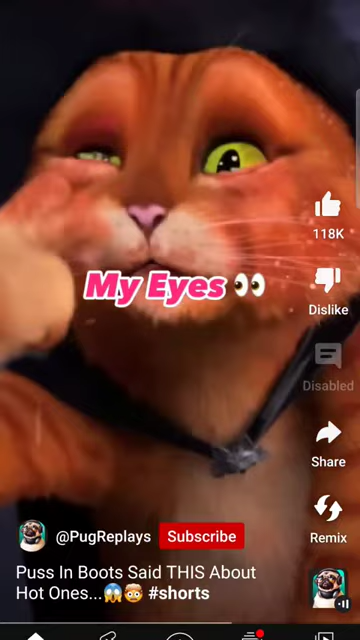 My Eyes 👀
118K
Dislike
Disabled
Share
Remix
@PugReplays Subscribe
Puss In Boots Said THIS About
Hot Ones...😱🤯 #shorts